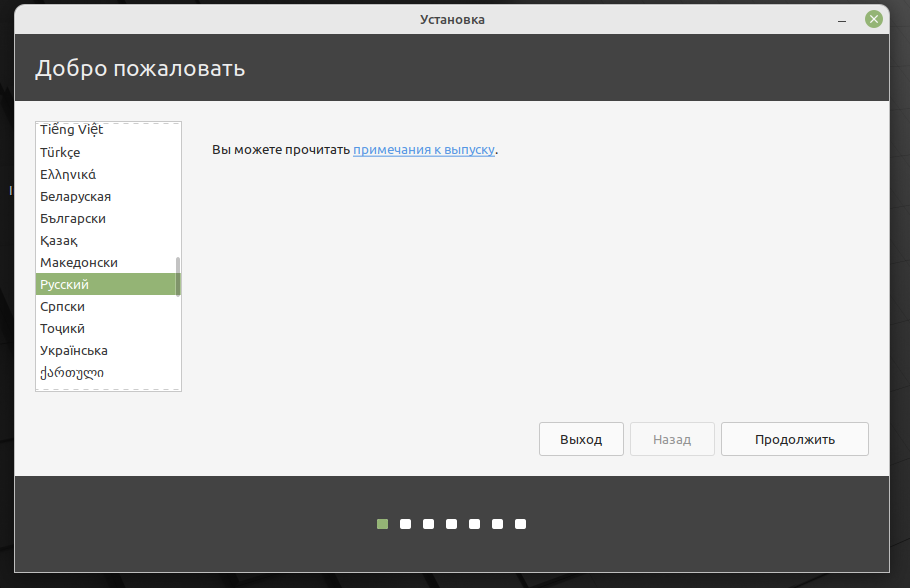 Установка
Добро пожаловать
Tiếng Việt
Türkçe
Ελληνικά
Беларуская
Български
Қазақ
Македонски
Русский
Српски
Тоҷикӣ
Українська
ქართული
Вы можете прочитать примечания к выпуску.
Выход
Назад
Продолжить